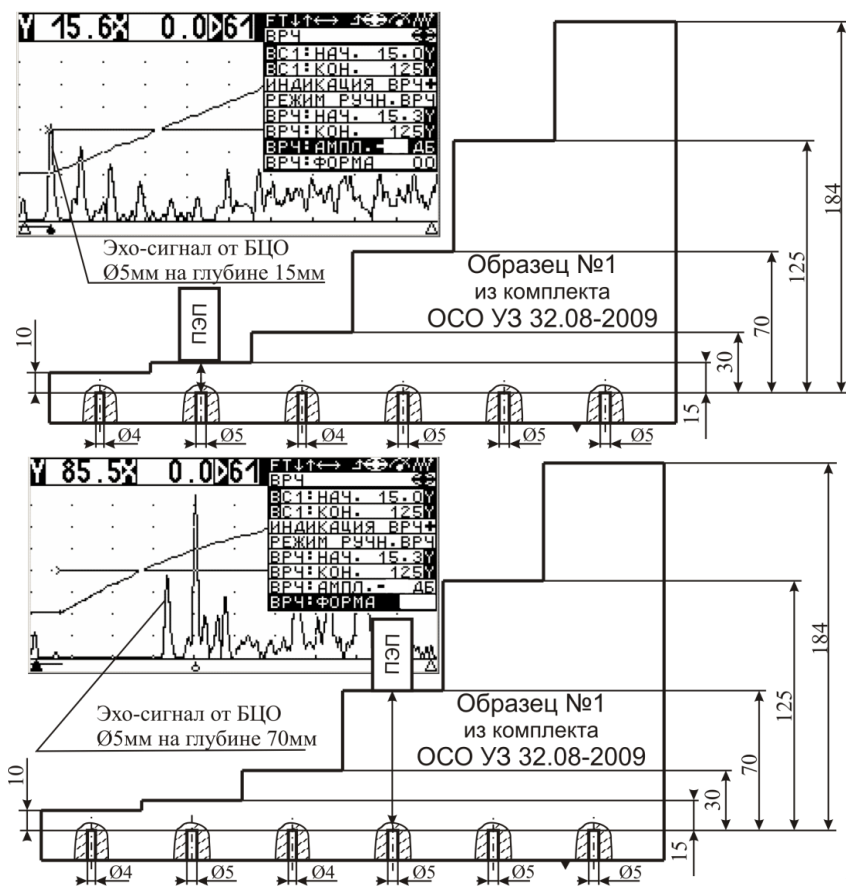 Y 15.6X 0.0 61
FT↓↑↔
ВРЧ
ВС1:НАЧ. 15.0Y
ВС1:КОН. 125Y
ИНДИКАЦИЯ ВРЧ+
РЕЖИМ РУЧН.ВРЧ
ВРЧ:НАЧ. 15.3Y
ВРЧ:КОН. 125Y
ВРЧ:АМПЛ.- ДБ
ВРЧ:ФОРМА 00
Эхо-сигнал от БЦО
Ø5мм на глубине 15мм
ПЭП
Образец №1
из комплекта
ОСО УЗ 32.08-2009
10
15
30
70
125
184
Ø4 Ø5 Ø4 Ø5 Ø5 Ø5
Y 85.5X 0.0 61
FT↓↑↔
ВРЧ
ВС1:НАЧ. 15.0Y
ВС1:КОН. 125Y
ИНДИКАЦИЯ ВРЧ+
РЕЖИМ РУЧН.ВРЧ
ВРЧ:НАЧ. 15.3Y
ВРЧ:КОН. 125Y
ВРЧ:АМПЛ.- ДБ
ВРЧ:ФОРМА
ПЭП
Эхо-сигнал от БЦО
Ø5мм на глубине 70мм
Образец №1
из комплекта
ОСО УЗ 32.08-2009
10
15
30
70
125
184
Ø4 Ø5 Ø4 Ø5 Ø5 Ø5